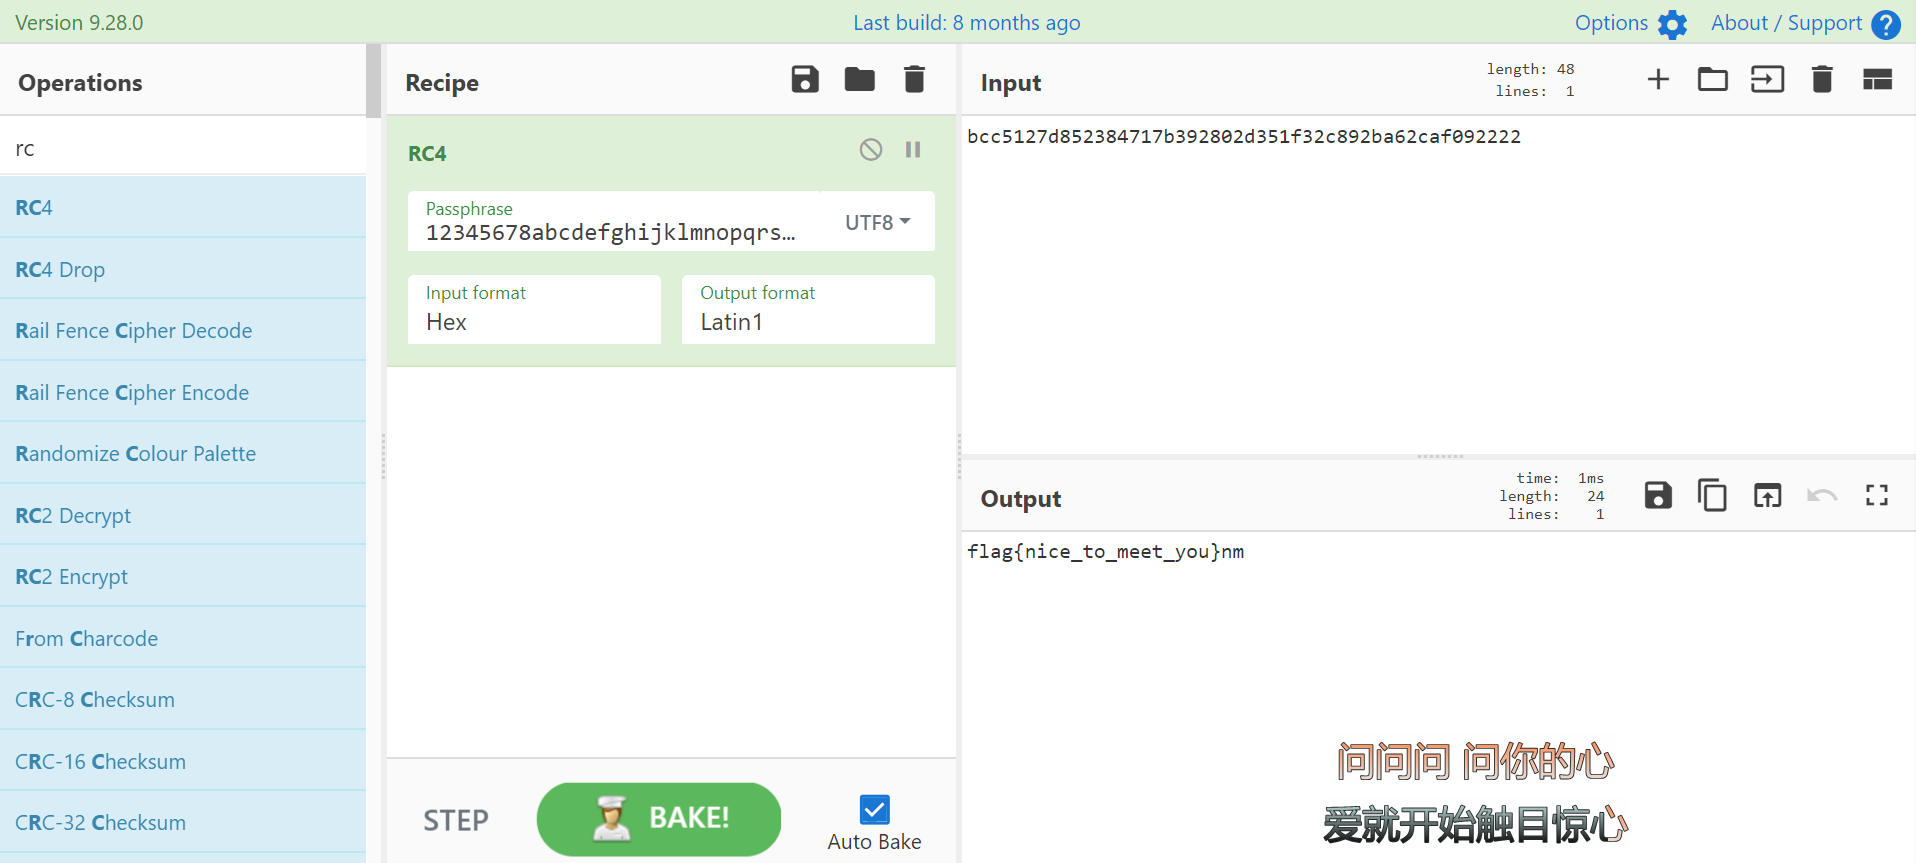 Version 9.28.0
Last build: 8 months ago
Options
About / Support
Operations
rc
RC4
RC4 Drop
Rail Fence Cipher Decode
Rail Fence Cipher Encode
Randomize Colour Palette
RC2 Decrypt
RC2 Encrypt
From Charcode
CRC-8 Checksum
CRC-16 Checksum
CRC-32 Checksum
Recipe
RC4
Passphrase
12345678abcdefghijklmnopqrs…
UTF8
Input format
Hex
Output format
Latin1
STEP
BAKE!
Auto Bake
Input
length: 48
lines: 1
bcc5127d852384717b392802d351f32c892ba62caf092222
Output
time: 1ms
length: 24
lines: 1
flag{nice_to_meet_you}nm
问问问 问你的心
爱就开始触目惊心